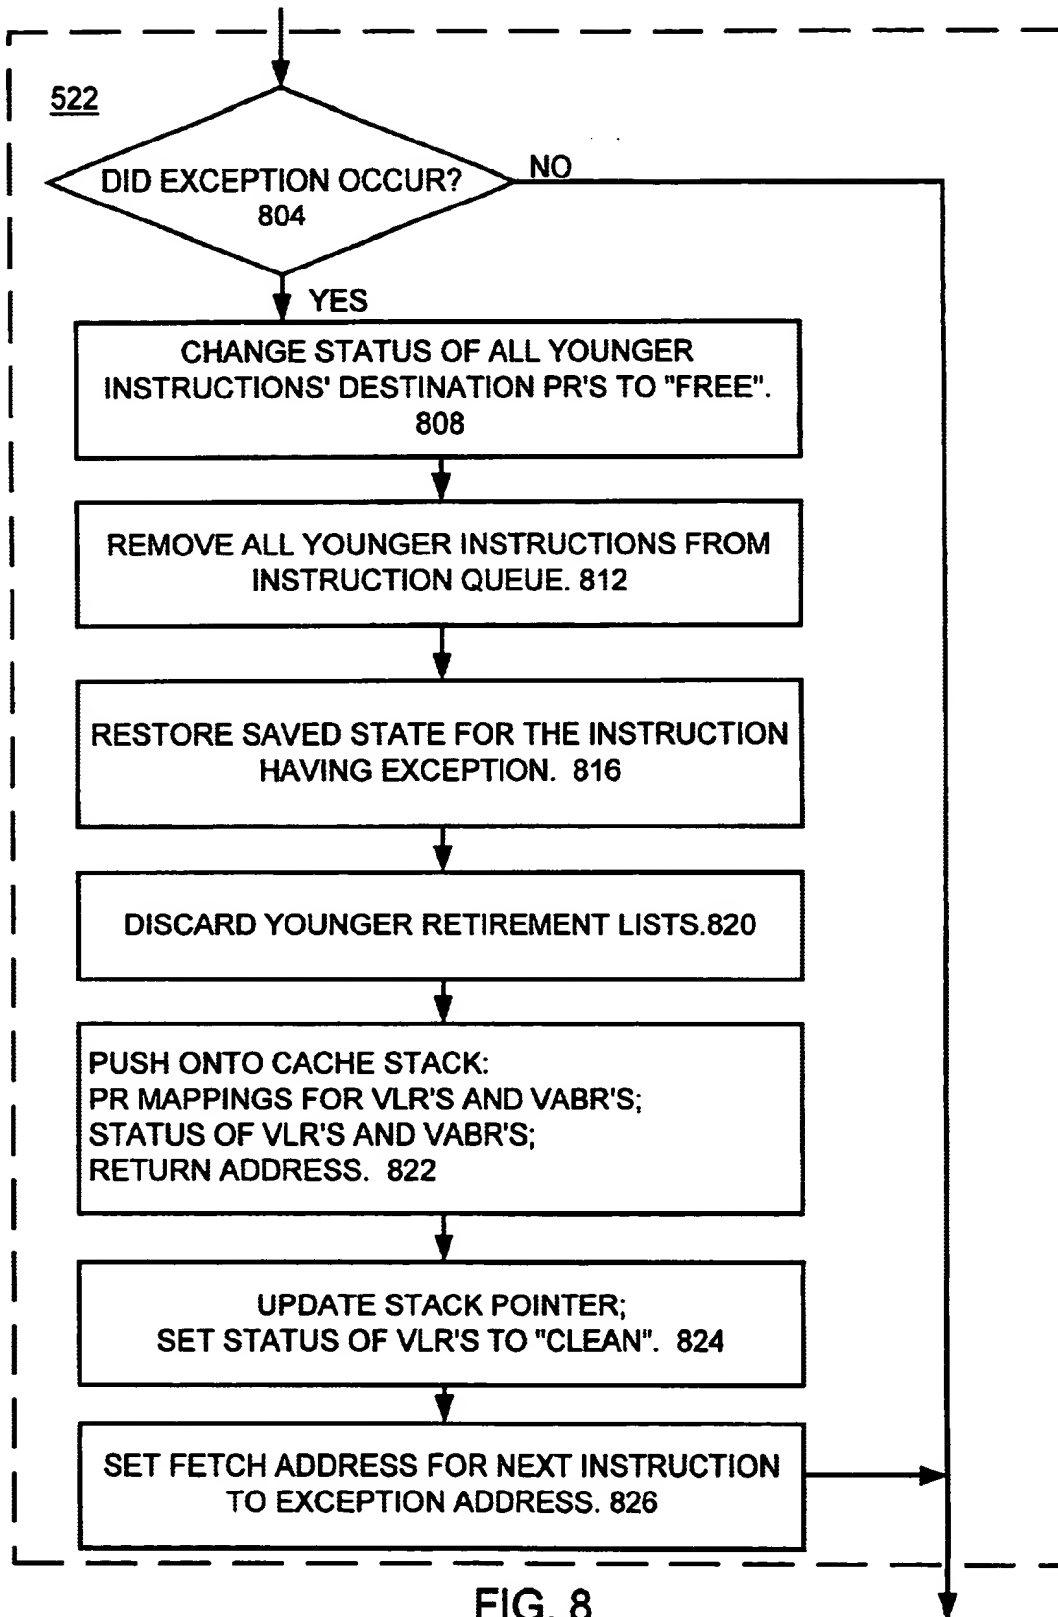 522
DID EXCEPTION OCCUR?
804
NO
YES
CHANGE STATUS OF ALL YOUNGER
INSTRUCTIONS' DESTINATION PR'S TO "FREE".
808
REMOVE ALL YOUNGER INSTRUCTIONS FROM
INSTRUCTION QUEUE. 812
RESTORE SAVED STATE FOR THE INSTRUCTION
HAVING EXCEPTION. 816
DISCARD YOUNGER RETIREMENT LISTS.820
PUSH ONTO CACHE STACK:
PR MAPPINGS FOR VLR'S AND VABR'S;
STATUS OF VLR'S AND VABR'S;
RETURN ADDRESS. 822
UPDATE STACK POINTER;
SET STATUS OF VLR'S TO "CLEAN". 824
SET FETCH ADDRESS FOR NEXT INSTRUCTION
TO EXCEPTION ADDRESS. 826
FIG. 8